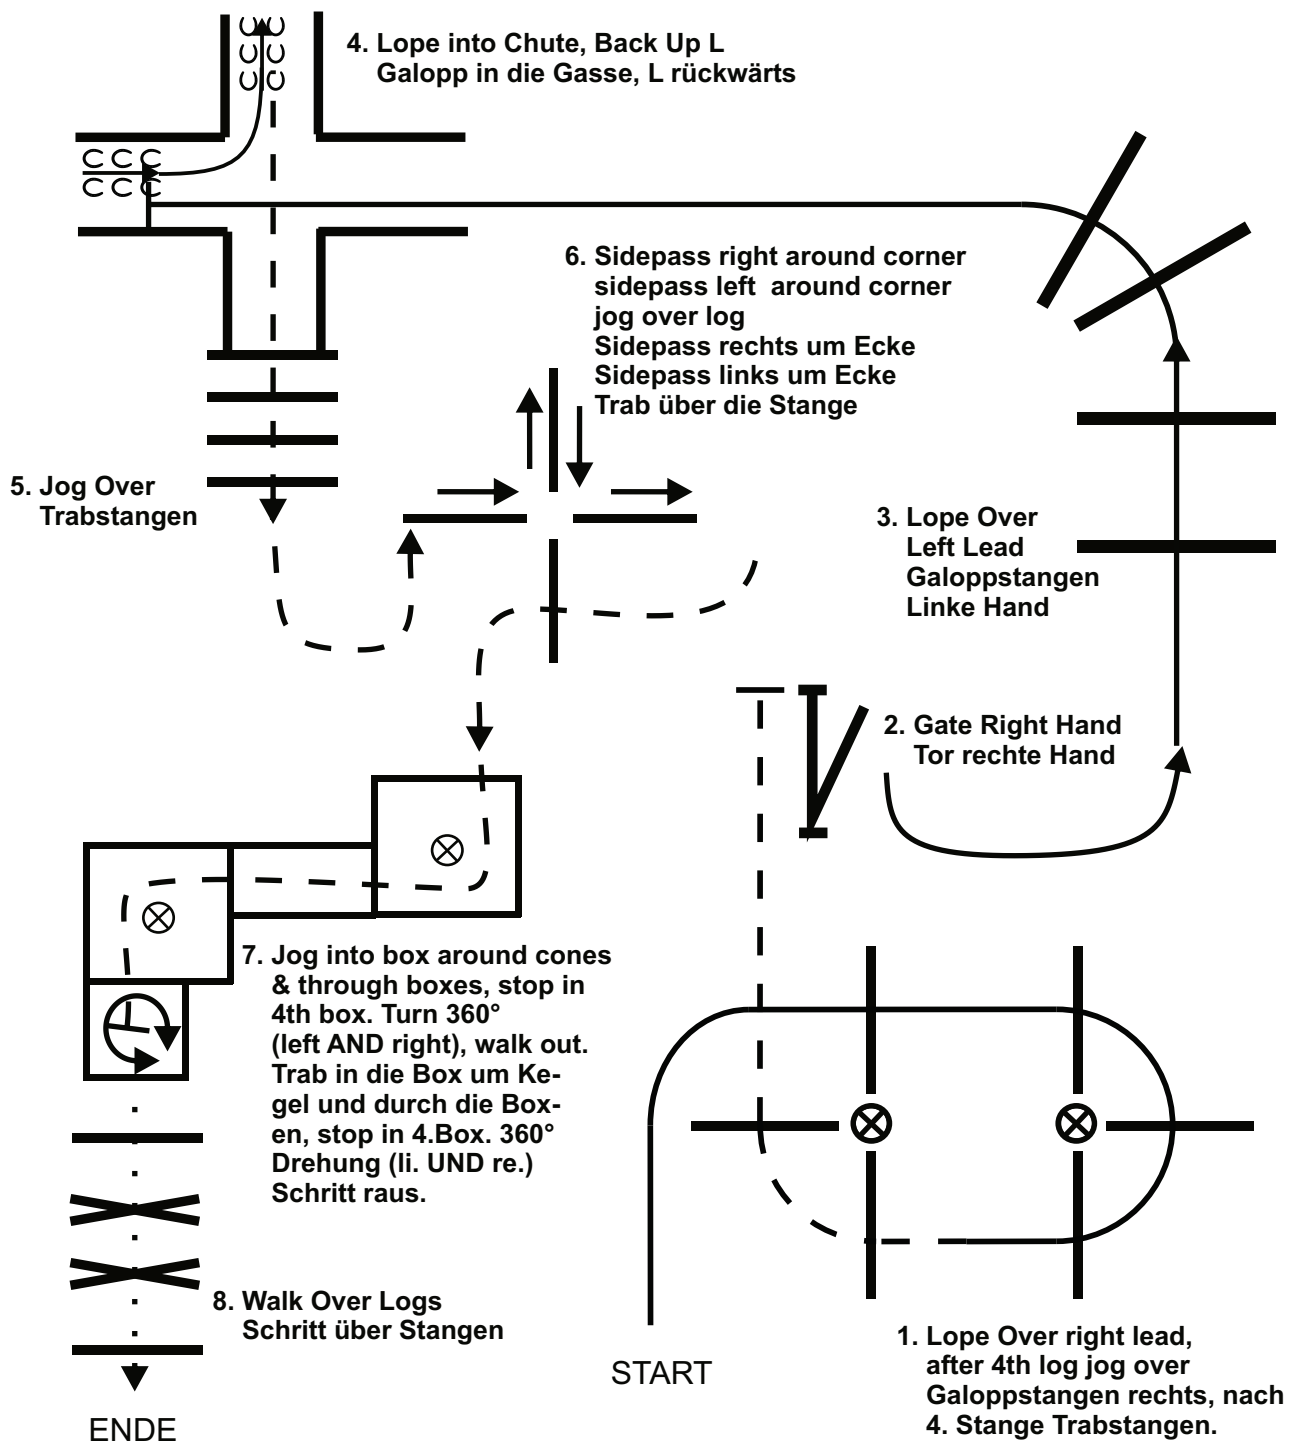 4. Lope into Chute, Back Up L
Galopp in die Gasse, L rückwärts
6. Sidepass right around corner
sidepass left around corner
jog over log
Sidepass rechts um Ecke
Sidepass links um Ecke
Trab über die Stange
5. Jog Over
Trabstangen
3. Lope Over
Left Lead
Galoppstangen
Linke Hand
2. Gate Right Hand
Tor rechte Hand
7. Jog into box around cones
& through boxes, stop in
4th box. Turn 360°
(left AND right), walk out.
Trab in die Box um Ke-
gel und durch die Box-
en, stop in 4.Box. 360°
Drehung (li. UND re.)
Schritt raus.
8. Walk Over Logs
Schritt über Stangen
1. Lope Over right lead,
after 4th log jog over
Galoppstangen rechts, nach
4. Stange Trabstangen.
START
ENDE